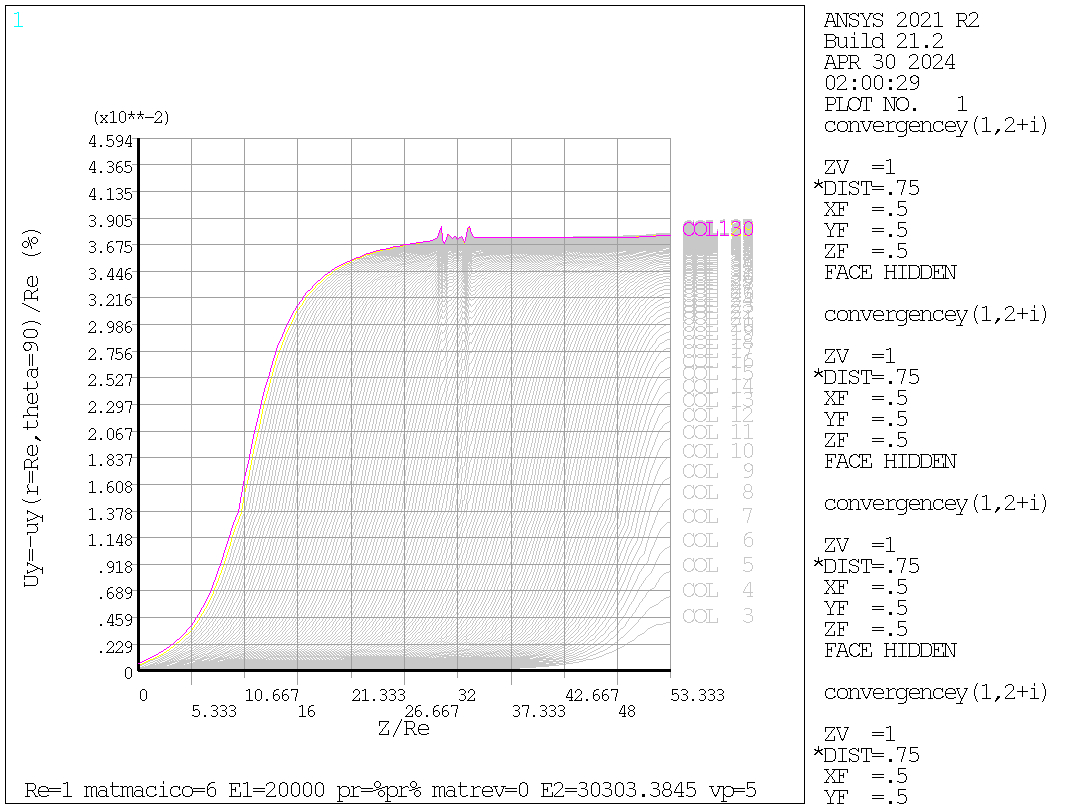 1
ANSYS 2021 R2
Build 21.2
APR 30 2024
02:00:29
PLOT NO. 1
convergencey(1,2+i)
ZV =1
*DIST=.75
XF =.5
YF =.5
ZF =.5
FACE HIDDEN
convergencey(1,2+i)
ZV =1
*DIST=.75
XF =.5
YF =.5
ZF =.5
FACE HIDDEN
convergencey(1,2+i)
ZV =1
*DIST=.75
XF =.5
YF =.5
ZF =.5
FACE HIDDEN
convergencey(1,2+i)
ZV =1
*DIST=.75
XF =.5
YF =.5
(x10**-2)
4.594
4.365
4.135
3.905
3.675
3.446
3.216
2.986
2.756
2.527
2.297
2.067
1.837
1.608
1.378
1.148
.918
.689
.459
.229
0
Uy=-uy(r=Re,theta=90)/Re (%)
COL130
COL 14
COL 13
COL 12
COL 11
COL 10
COL 9
COL 8
COL 7
COL 6
COL 5
COL 4
COL 3
0 10.667 21.333 32 42.667 53.333
5.333 16 26.667 37.333 48
Z/Re
Re=1 matmacico=6 E1=20000 pr=%pr% matrev=0 E2=30303.3845 vp=5